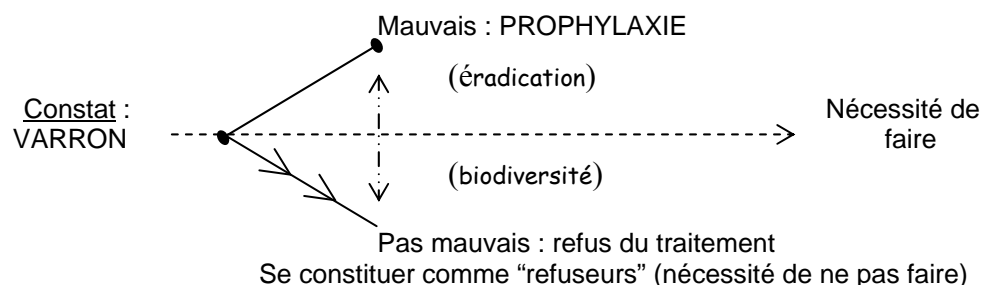 Mauvais : PROPHYLAXIE
(éradication)
Constat :
VARRON
Nécessité de
faire
(biodiversité)
Pas mauvais : refus du traitement
Se constituer comme “refuseurs” (nécessité de ne pas faire)